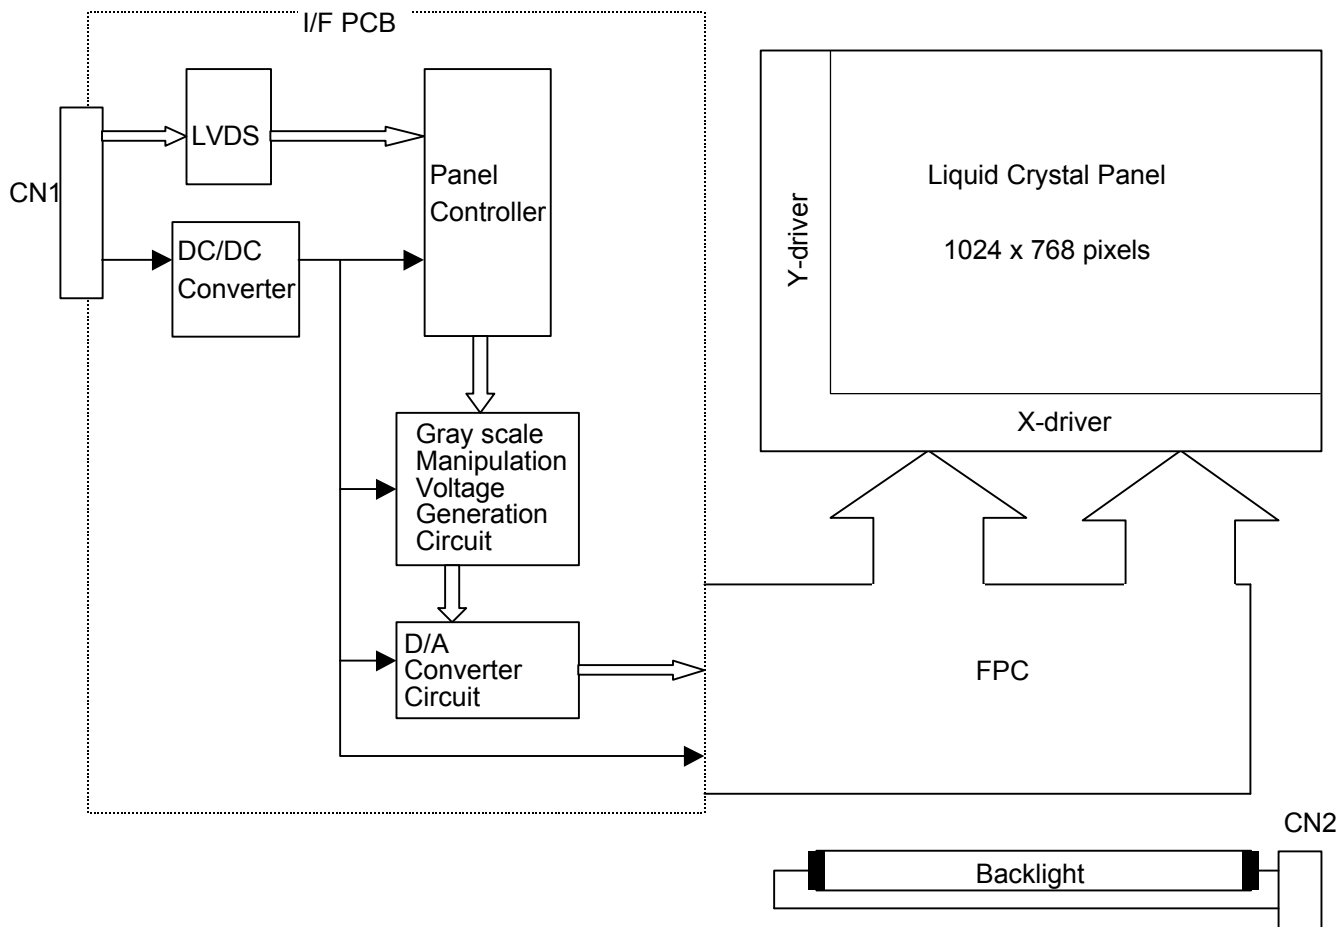 I/F PCB
CN1
LVDS
Panel
Controller
DC/DC
Converter
Gray scale
Manipulation
Voltage
Generation
Circuit
D/A
Converter
Circuit
Y-driver
Liquid Crystal Panel
1024 x 768 pixels
X-driver
FPC
CN2
Backlight